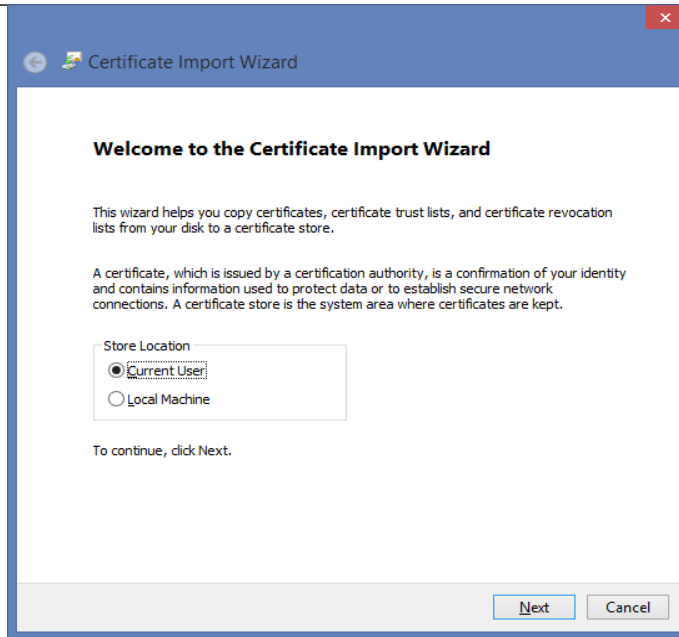 Certificate Import Wizard
Welcome to the Certificate Import Wizard
This wizard helps you copy certificates, certificate trust lists, and certificate revocation
lists from your disk to a certificate store.
A certificate, which is issued by a certification authority, is a confirmation of your identity
and contains information used to protect data or to establish secure network
connections. A certificate store is the system area where certificates are kept.
Store Location
Current User
Local Machine
To continue, click Next.
Next Cancel